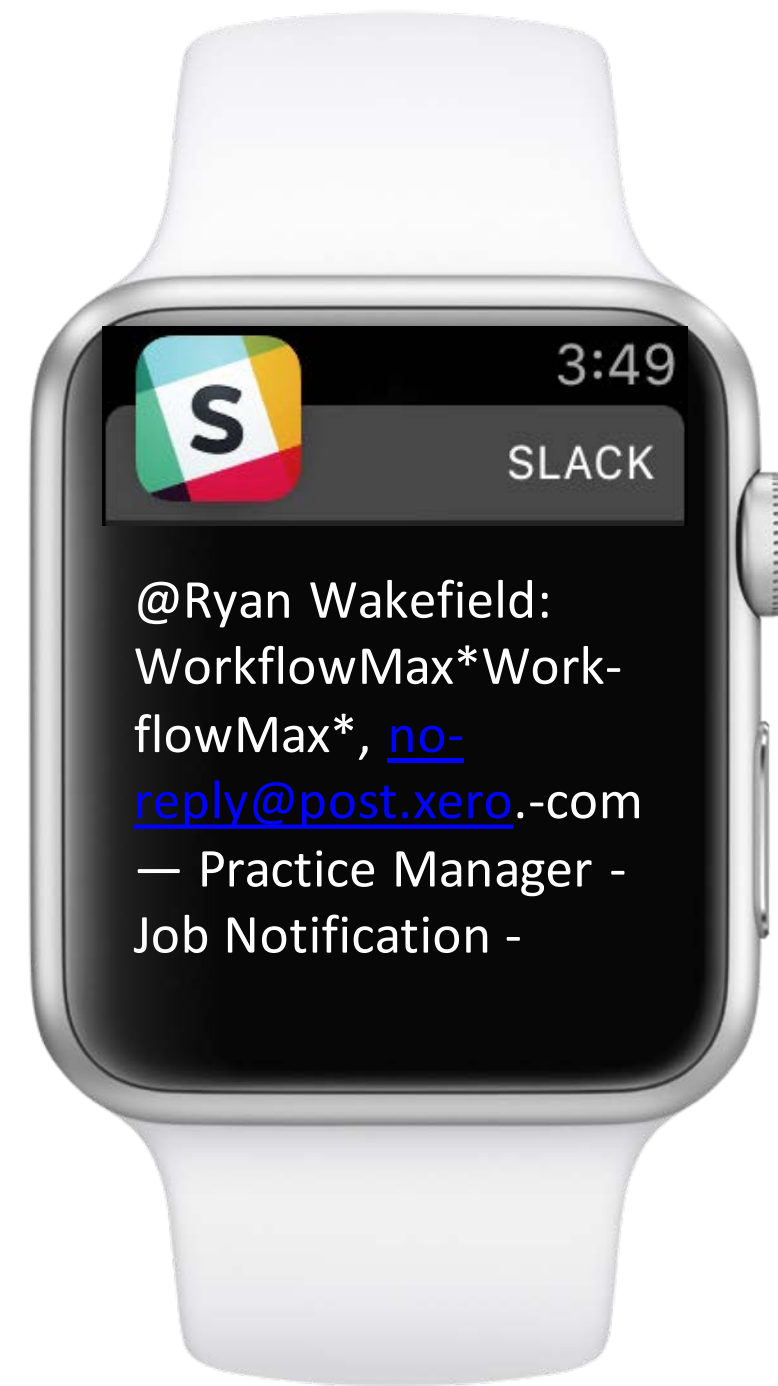 3:49
S
SLACK
@Ryan Wakefield:
WorkflowMax*Work-
flowMax*, no-
reply@post.xero.-com
— Practice Manager -
Job Notification -